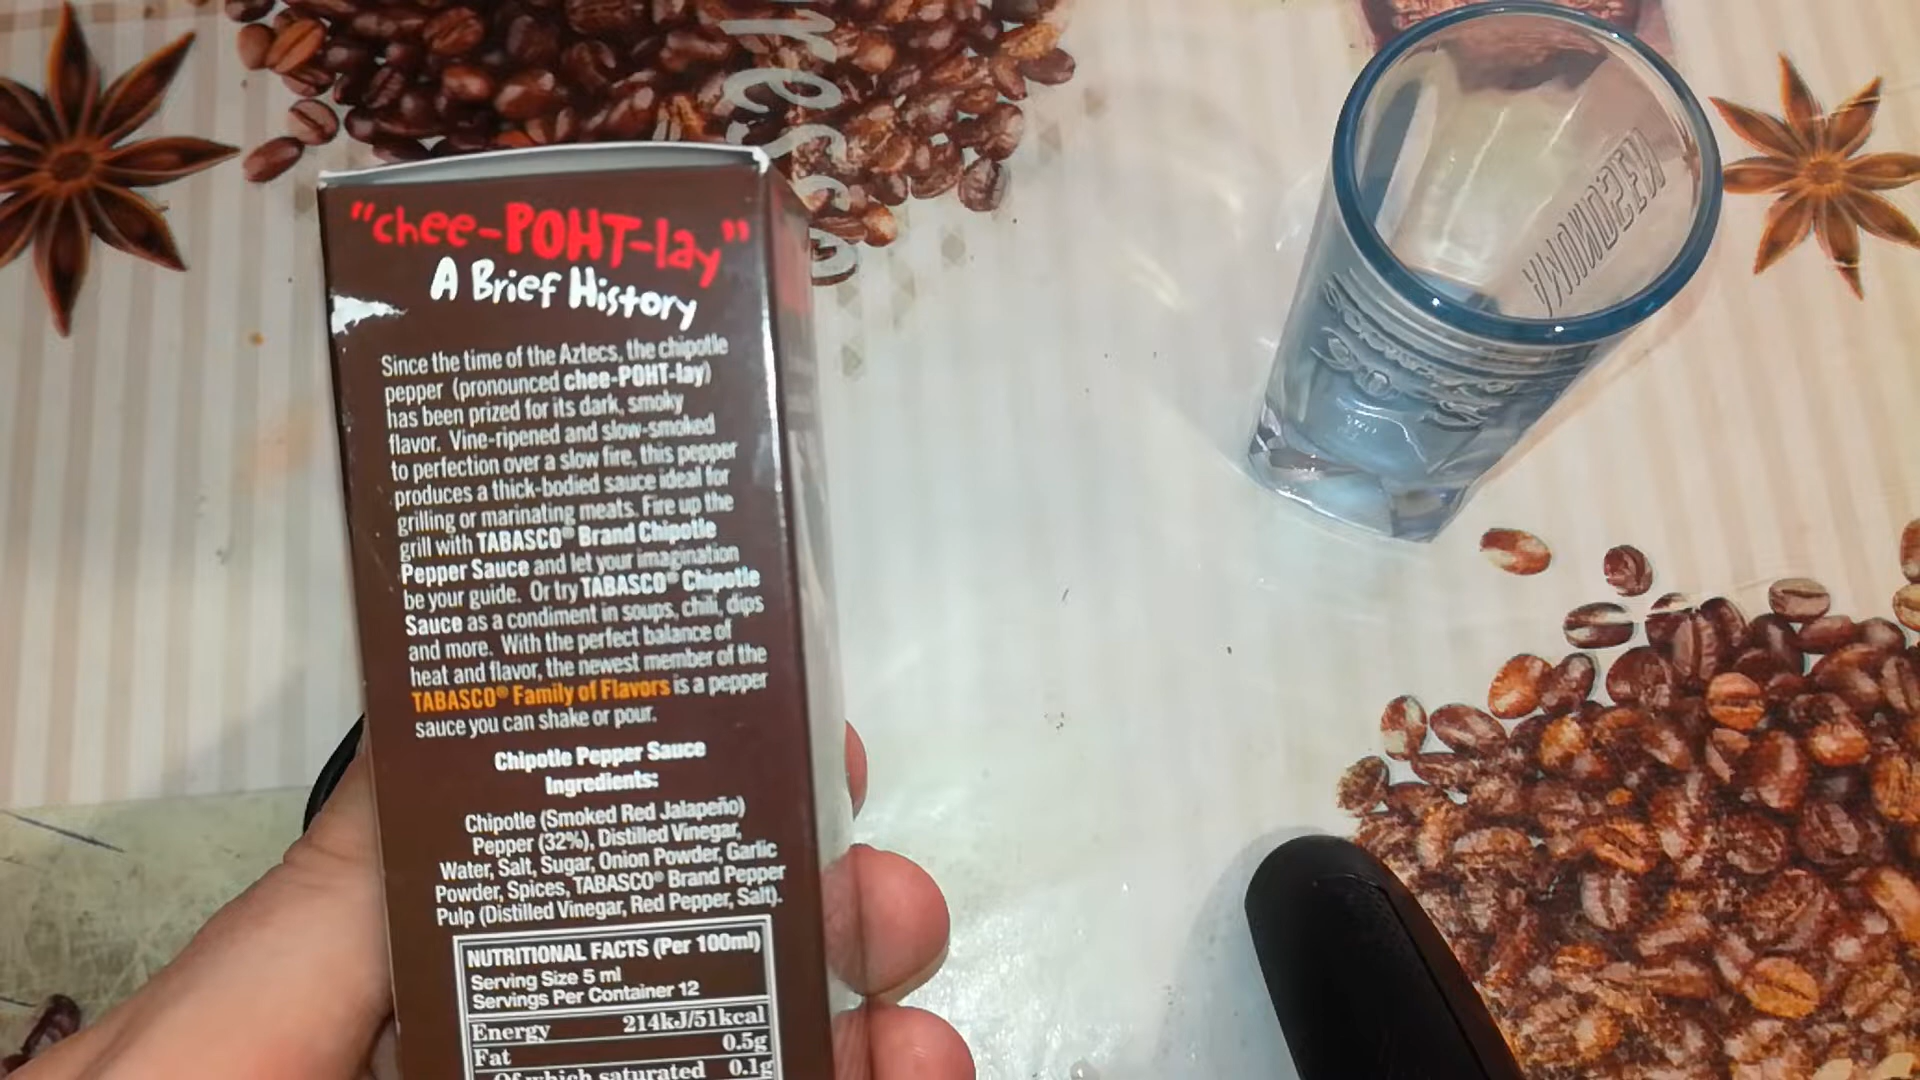 "chee-POHT-lay"
A Brief History
Since the time of the Aztecs, the chipotle
pepper (pronounced chee-POHT-lay)
has been prized for its dark, smoky
flavor. Vine-ripened and slow-smoked
to perfection over a slow fire, this pepper
produces a thick-bodied sauce ideal for
grilling or marinating meats. Fire up the
grill with TABASCO® Brand Chipotle
Pepper Sauce and let your imagination
be your guide. Or try TABASCO® Chipotle
Sauce as a condiment in soups, chili, dips
and more. With the perfect balance of
heat and flavor, the newest member of the
TABASCO® Family of Flavors is a pepper
sauce you can shake or pour.
Chipotle Pepper Sauce
Ingredients:
Chipotle (Smoked Red Jalapeño)
Pepper (32%), Distilled Vinegar,
Water, Salt, Sugar, Onion Powder, Garlic
Powder, Spices, TABASCO® Brand Pepper
Pulp (Distilled Vinegar, Red Pepper, Salt).
NUTRITIONAL FACTS (Per 100ml)
Serving Size 5 ml
Servings Per Container 12
Energy 214kJ/51kcal
Fat 0.5g
Of which saturated 0.1g